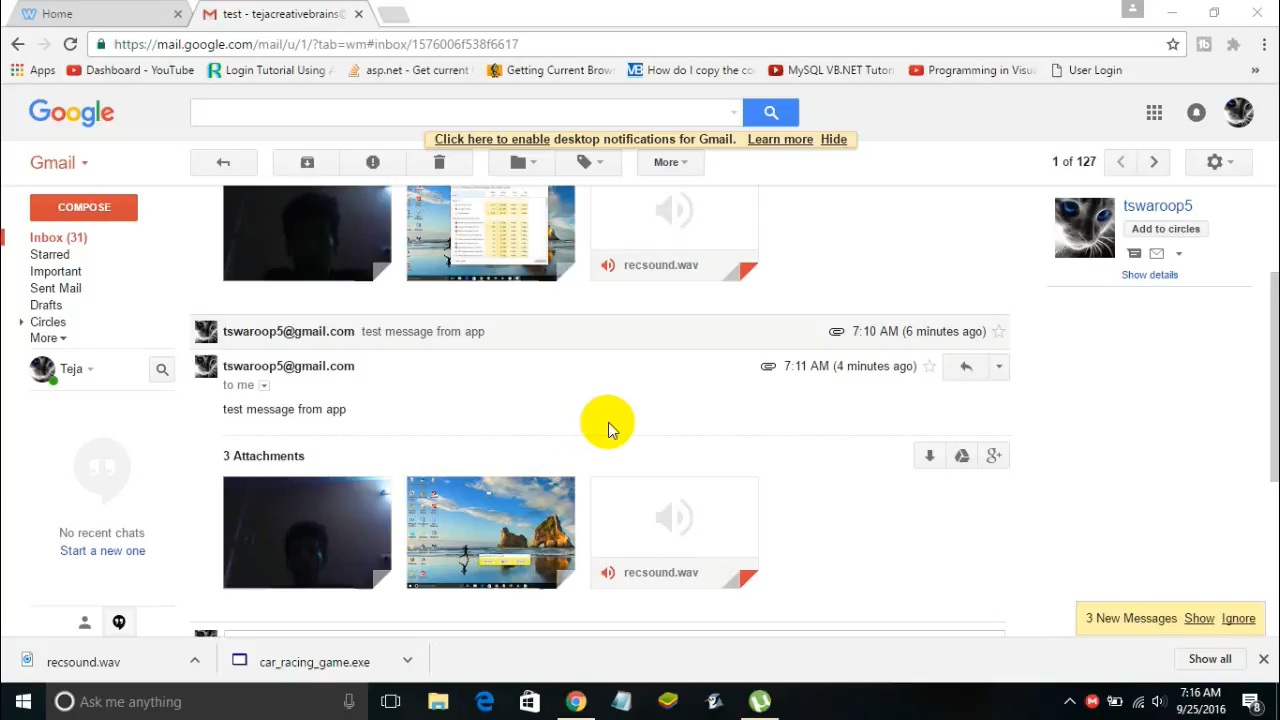 Home
test - tejacreativebrains@
https://mail.google.com/mail/u/1/?tab=wm#inbox/1576006f538f6617
Apps
Dashboard - YouTube
Login Tutorial Using
asp.net - Get current
Getting Current Brow
How do I copy the co
MySQL VB.NET Tutori
Programming in Visu
User Login
Google
Click here to enable desktop notifications for Gmail. Learn more Hide
Gmail
More
1 of 127
COMPOSE
Inbox (31)
Starred
Important
Sent Mail
Drafts
Circles
More
Teja
No recent chats
Start a new one
recsound.wav
tswaroop5@gmail.com test message from app 7:10 AM (6 minutes ago)
tswaroop5@gmail.com 7:11 AM (4 minutes ago)
to me
test message from app
3 Attachments
recsound.wav
tswaroop5
Add to circles
Show details
3 New Messages Show Ignore
recsound.wav
car_racing_game.exe
Show all
Ask me anything
7:16 AM
9/25/2016
8